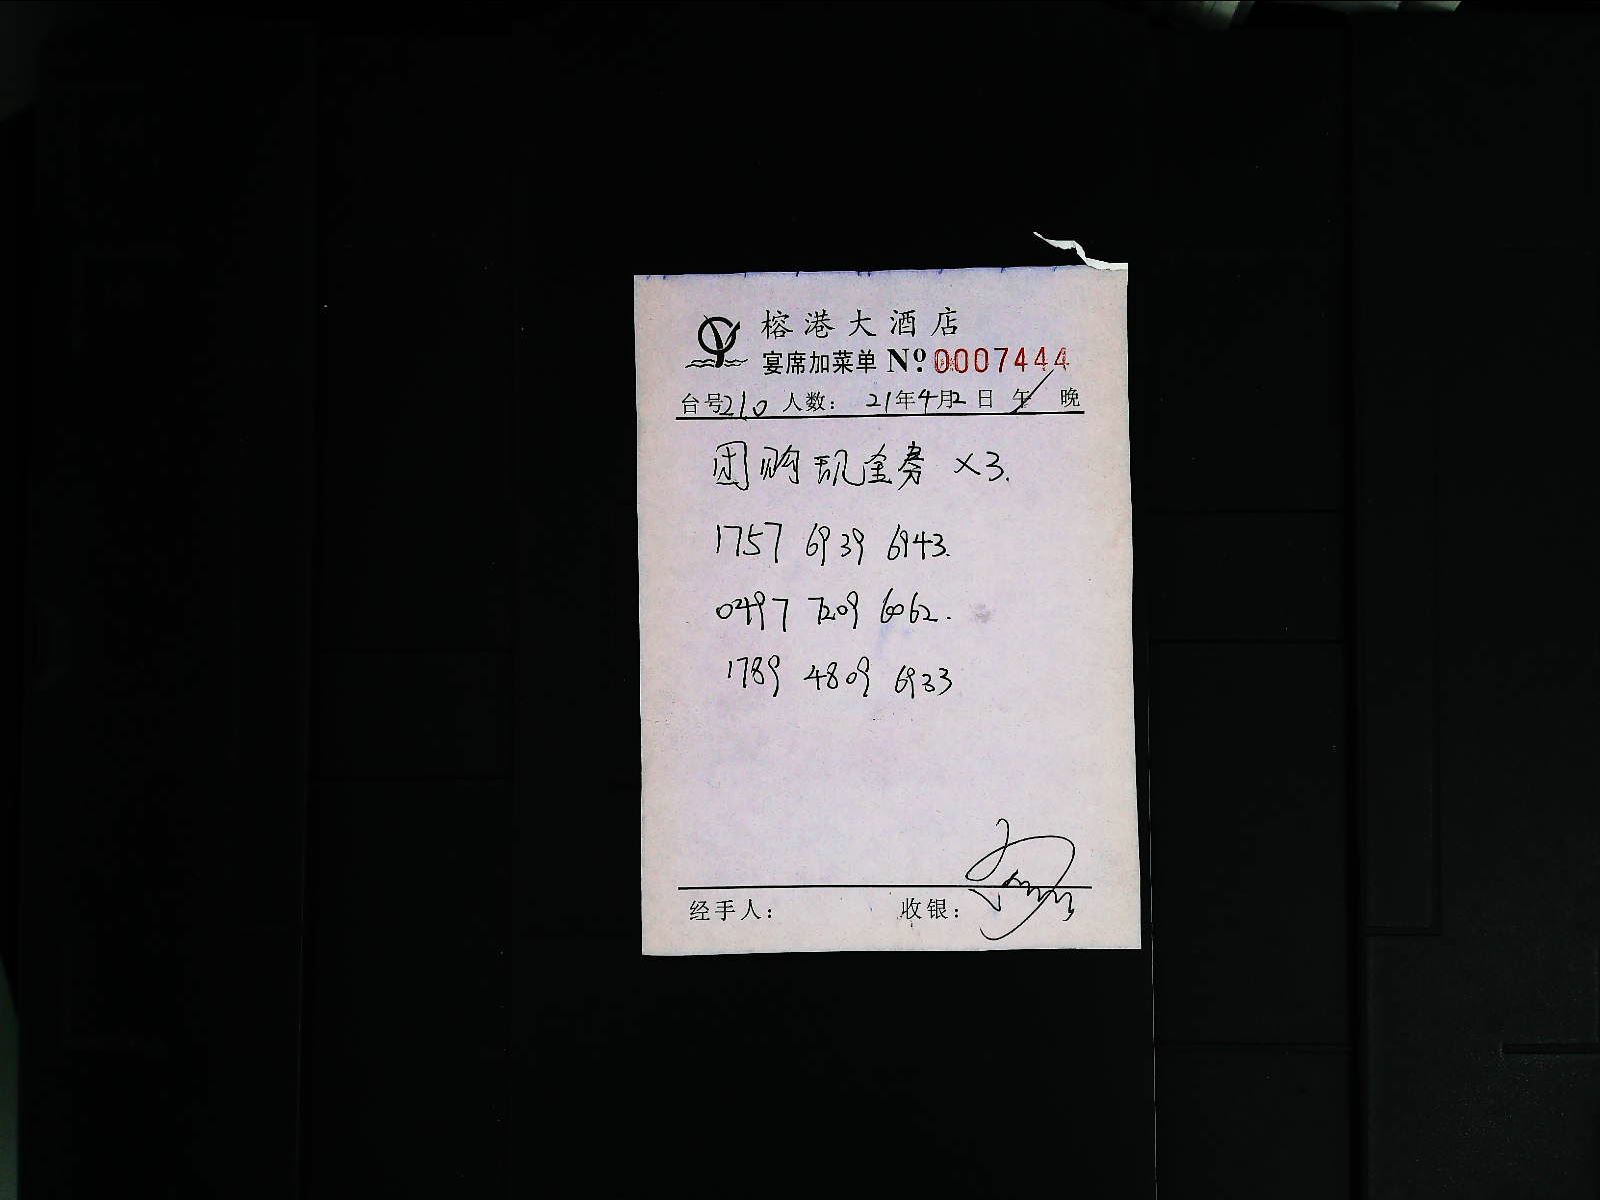 榕港大酒店
宴席加菜单 Nº 0007444
台号210 人数: 21年4月2日 午 晚
团购现金券 ×3.
1757 6939 6943.
0497 7209 6062.
1789 4809 6933
经手人: 收银: